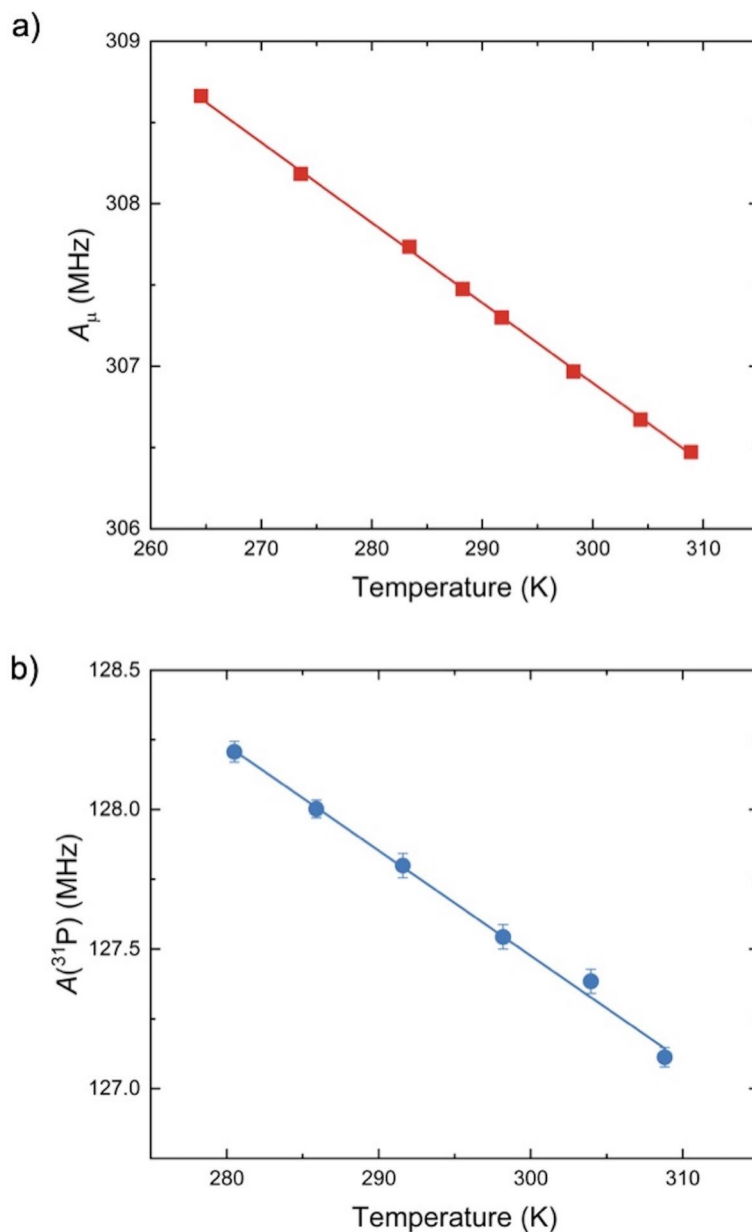 a)
309
308
307
306
A_μ (MHz)
260 270 280 290 300 310
Temperature (K)
b)
128.5
128.0
127.5
127.0
A(³¹P) (MHz)
280 290 300 310
Temperature (K)